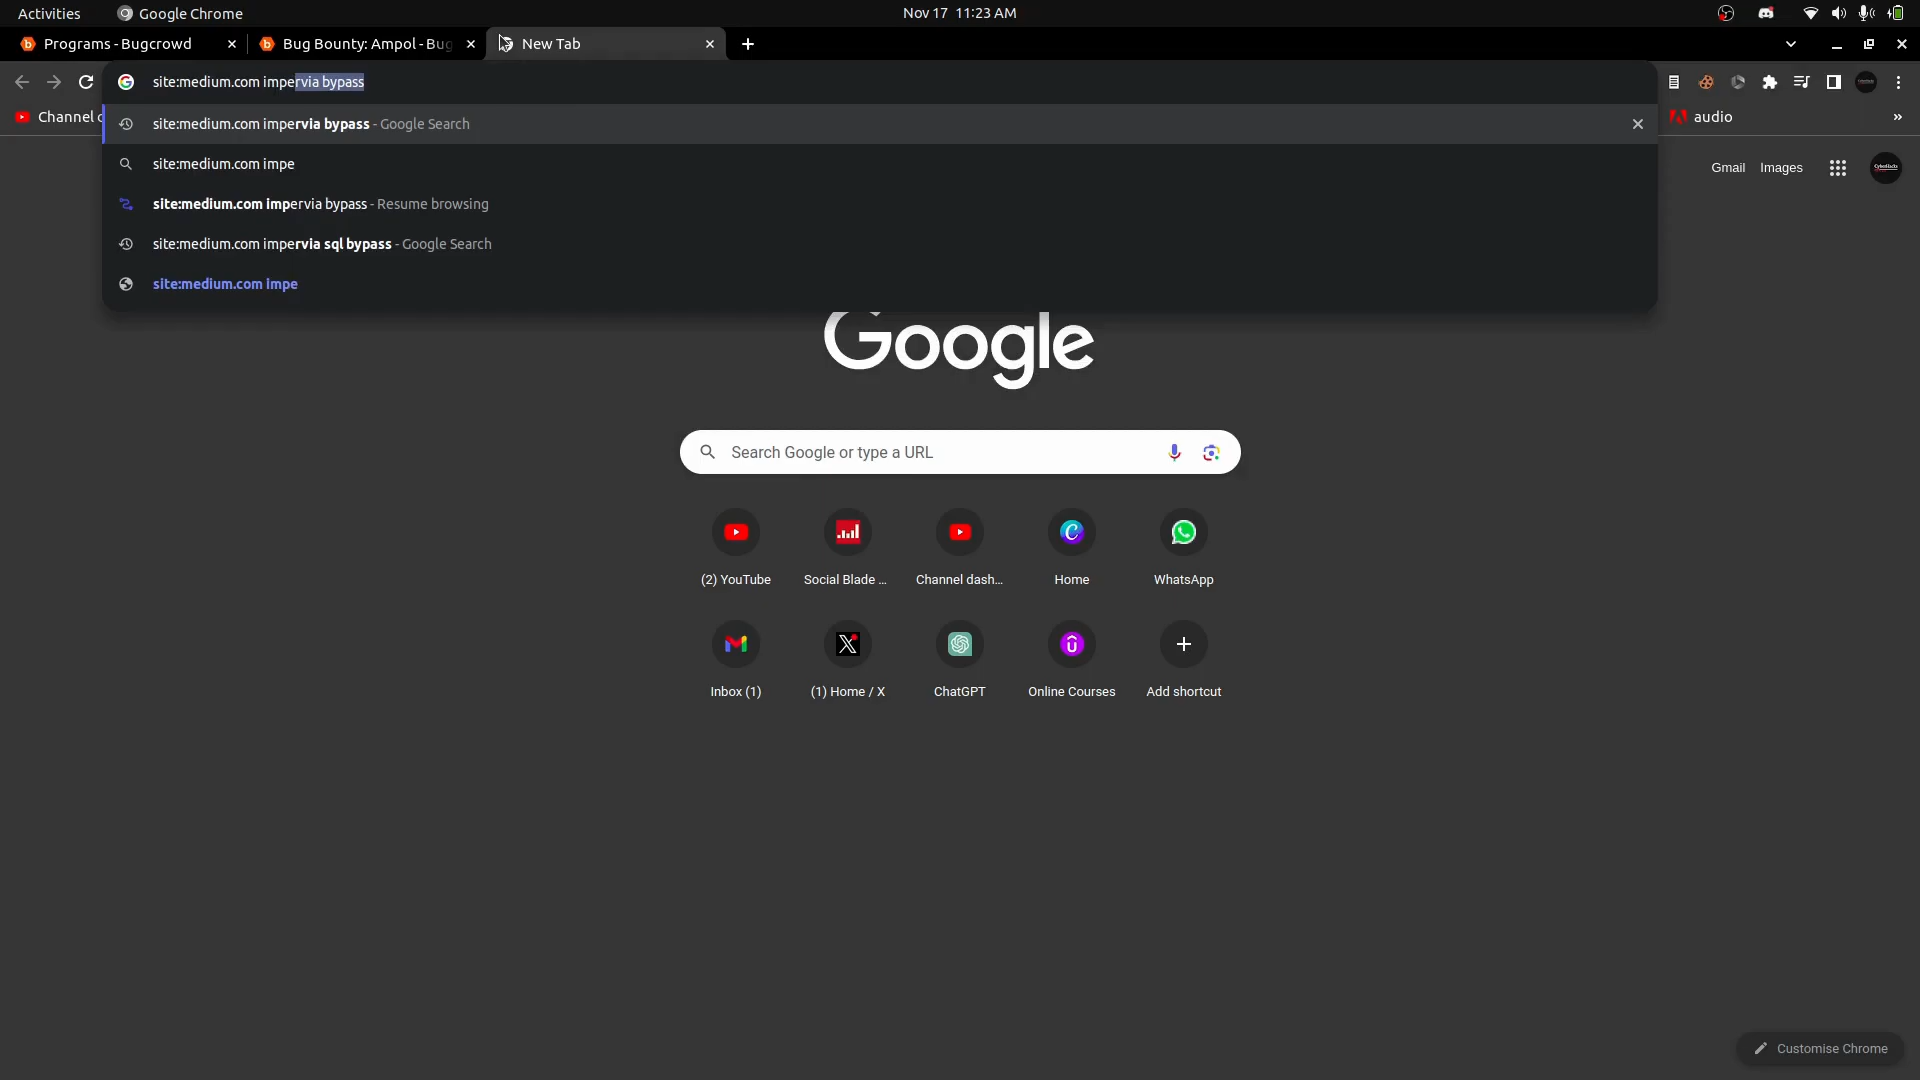 Activities
Google Chrome
Nov 17 11:23 AM
Programs - Bugcrowd
Bug Bounty: Ampol - Bug
New Tab
site:medium.com impervia bypass
Channel c
audio
»
site:medium.com impervia bypass - Google Search
site:medium.com impe
site:medium.com impervia bypass - Resume browsing
site:medium.com impervia sql bypass - Google Search
site:medium.com impe
Gmail
Images
Google
Search Google or type a URL
(2) YouTube
Social Blade ...
Channel dash...
Home
WhatsApp
Inbox (1)
(1) Home / X
ChatGPT
Online Courses
Add shortcut
Customise Chrome